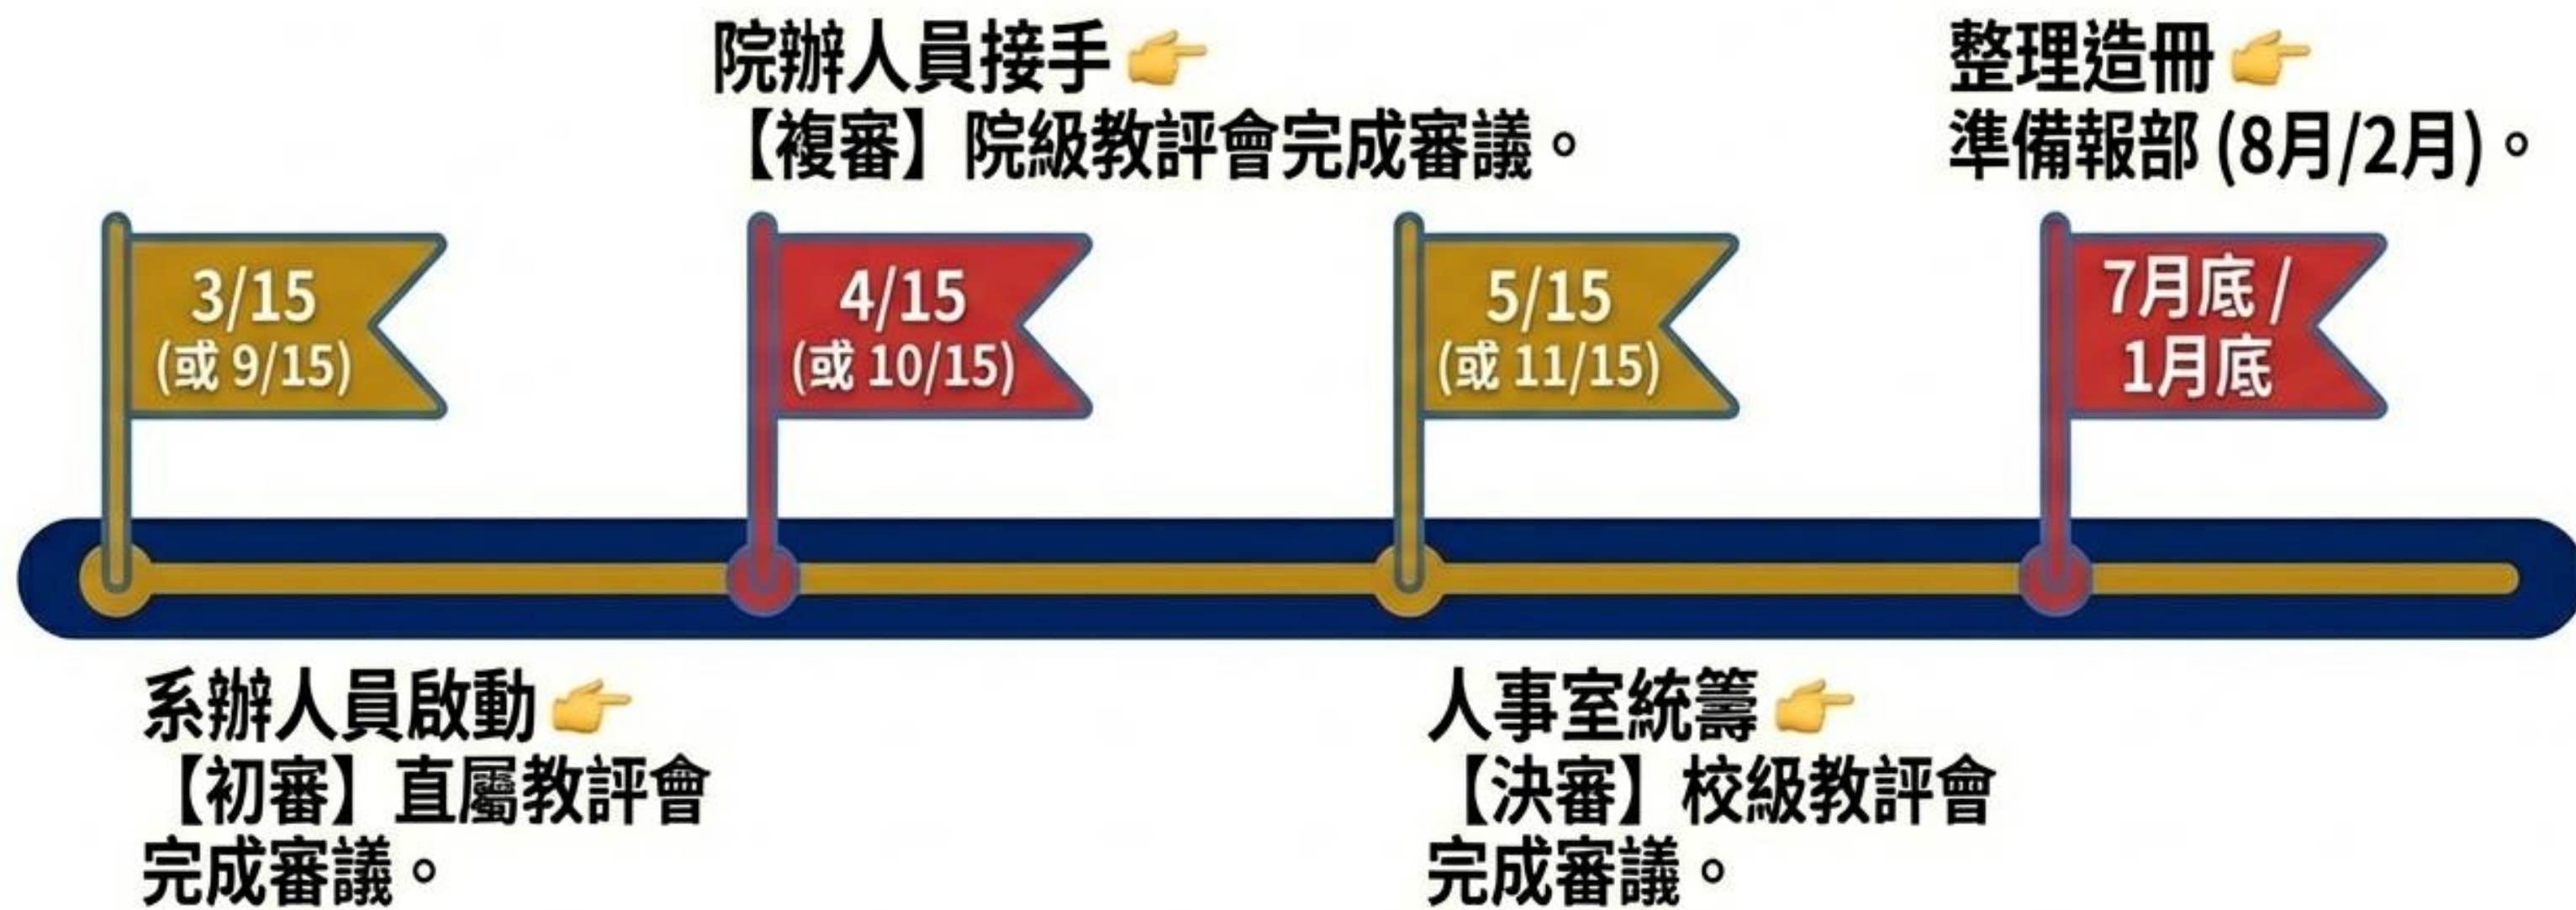 院辦人員接手👉
【複審】院級教評會完成審議。
整理造冊👉
準備報部 (8月/2月)。
3/15
(或 9/15)
4/15
(或 10/15)
5/15
(或 11/15)
7月底 /
1月底
系辦人員啟動👉
【初審】直屬教評會
完成審議。
人事室統籌👉
【決審】校級教評會
完成審議。